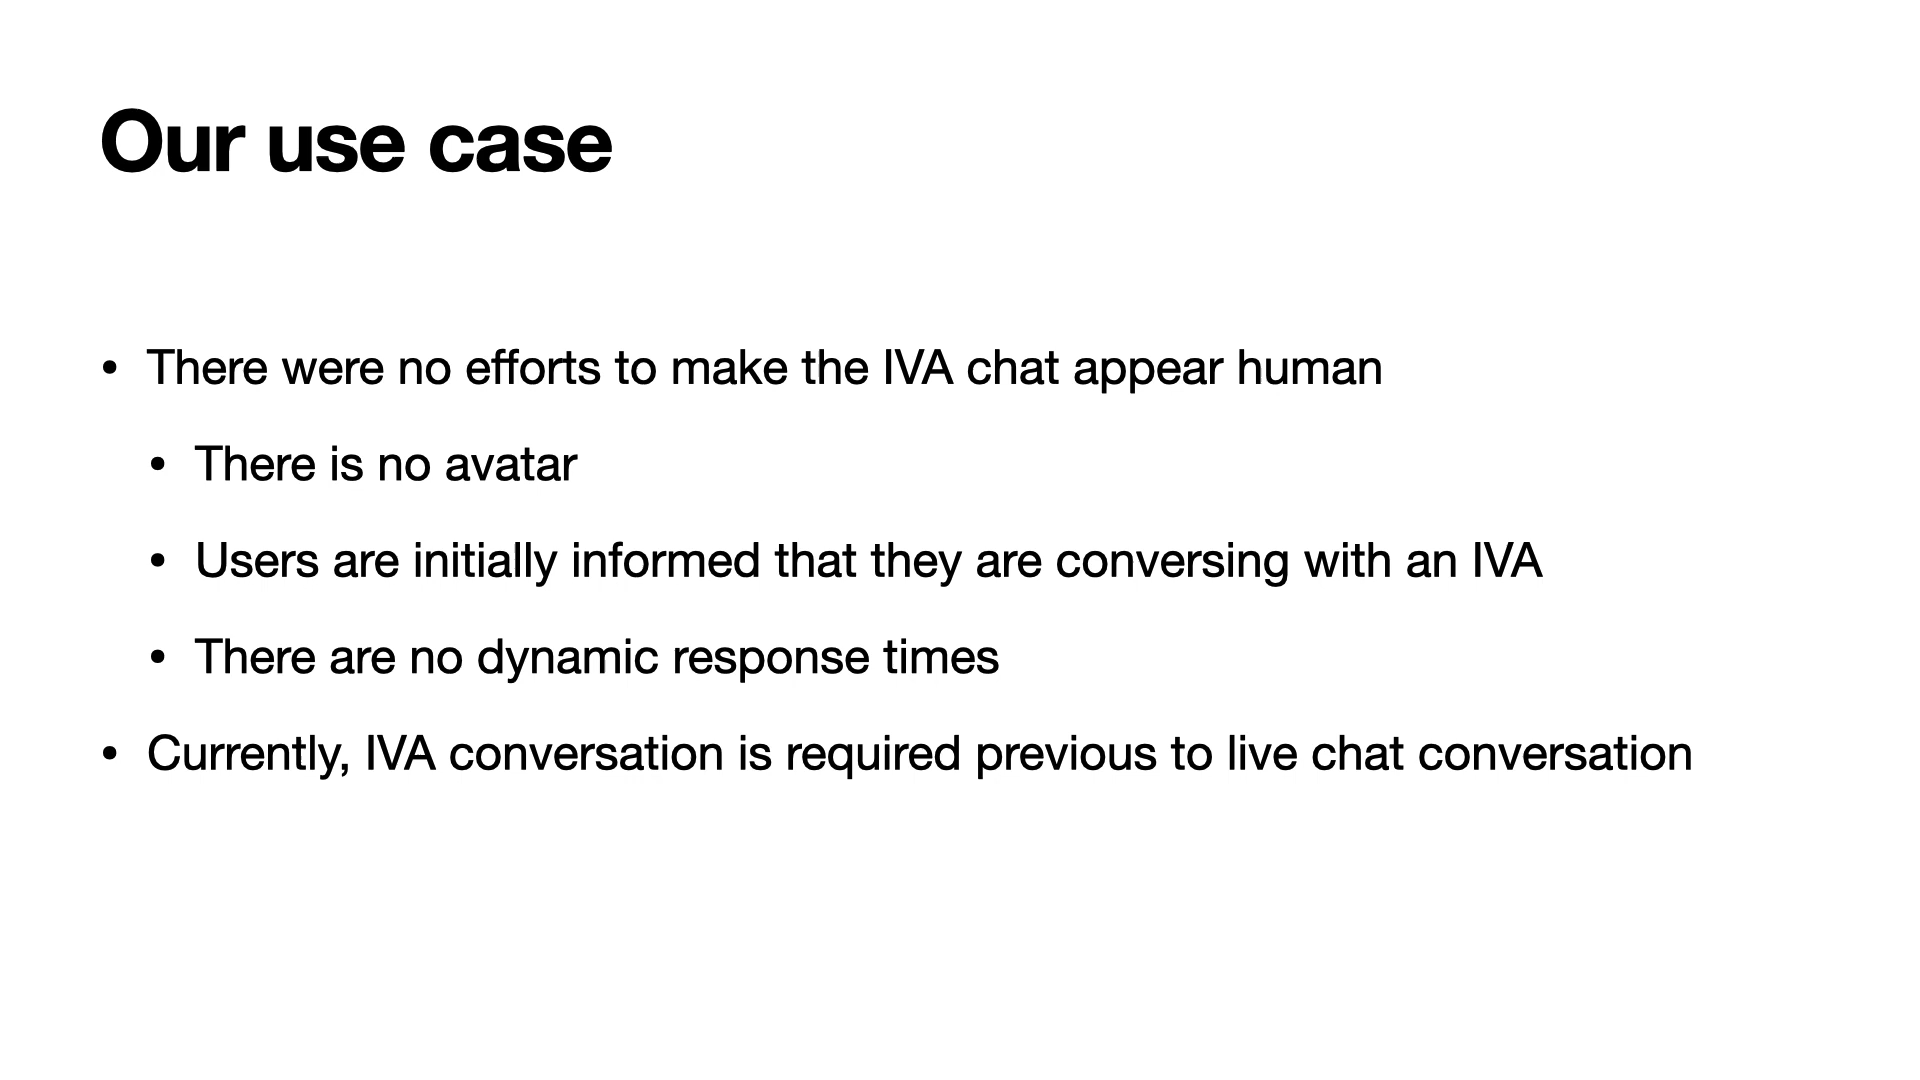 Our use case
• There were no efforts to make the IVA chat appear human
• There is no avatar
• Users are initially informed that they are conversing with an IVA
• There are no dynamic response times
• Currently, IVA conversation is required previous to live chat conversation